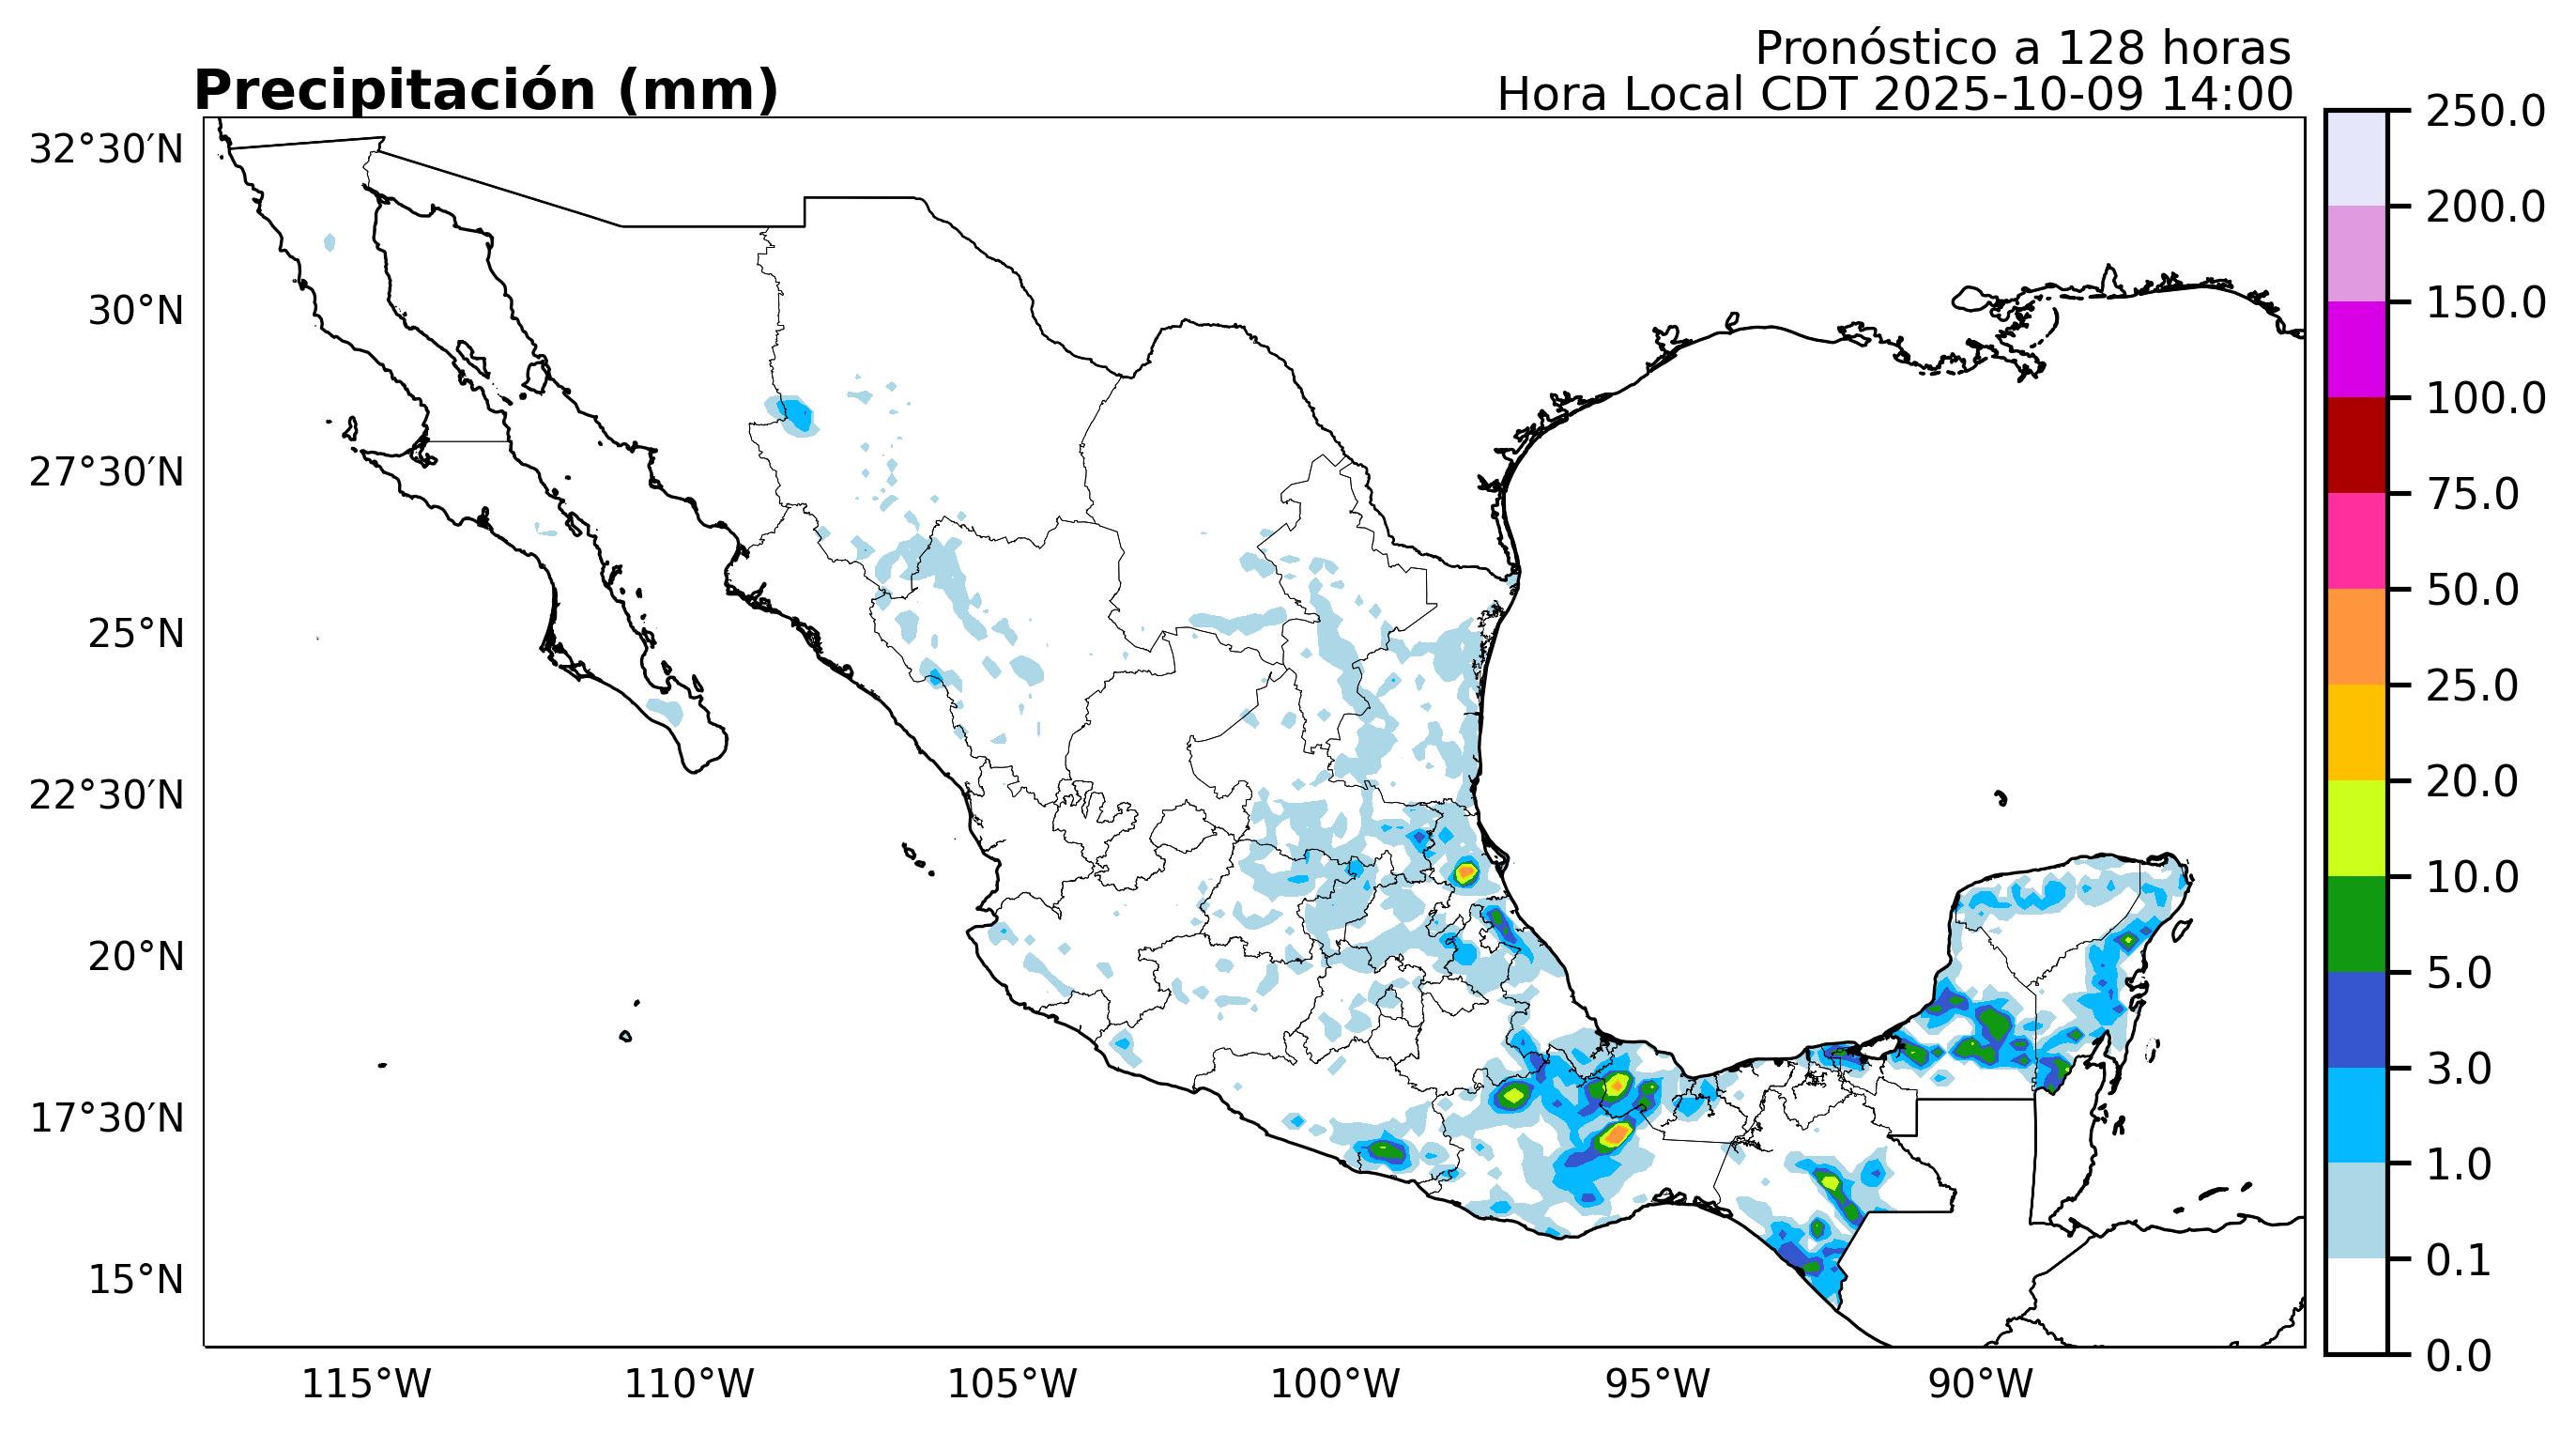 Pronóstico a 128 horas
Precipitación (mm)
Hora Local CDT 2025-10-09 14:00
32°30′N
30°N
27°30′N
25°N
22°30′N
20°N
17°30′N
15°N
115°W
110°W
105°W
100°W
95°W
90°W
250.0
200.0
150.0
100.0
75.0
50.0
25.0
20.0
10.0
5.0
3.0
1.0
0.1
0.0